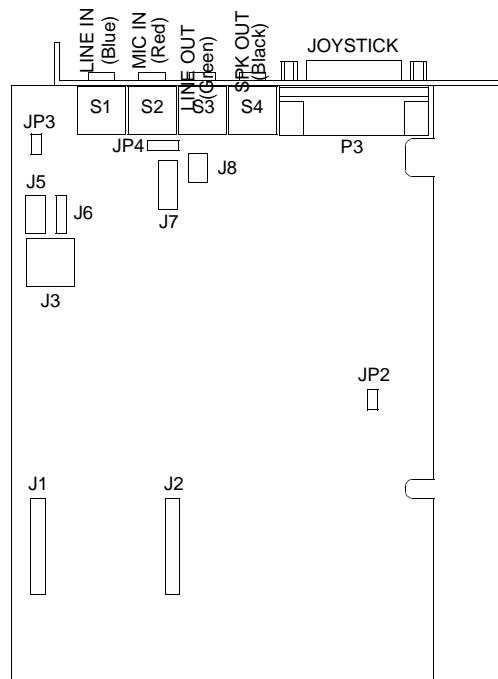 LINE IN
(Blue)
MIC IN
(Red)
LINE OUT
(Green)
SPK OUT
(Black)
JOYSTICK
S1
S2
S3
S4
JP3
JP4
P3
J8
J5
J6
J7
J3
JP2
J1
J2